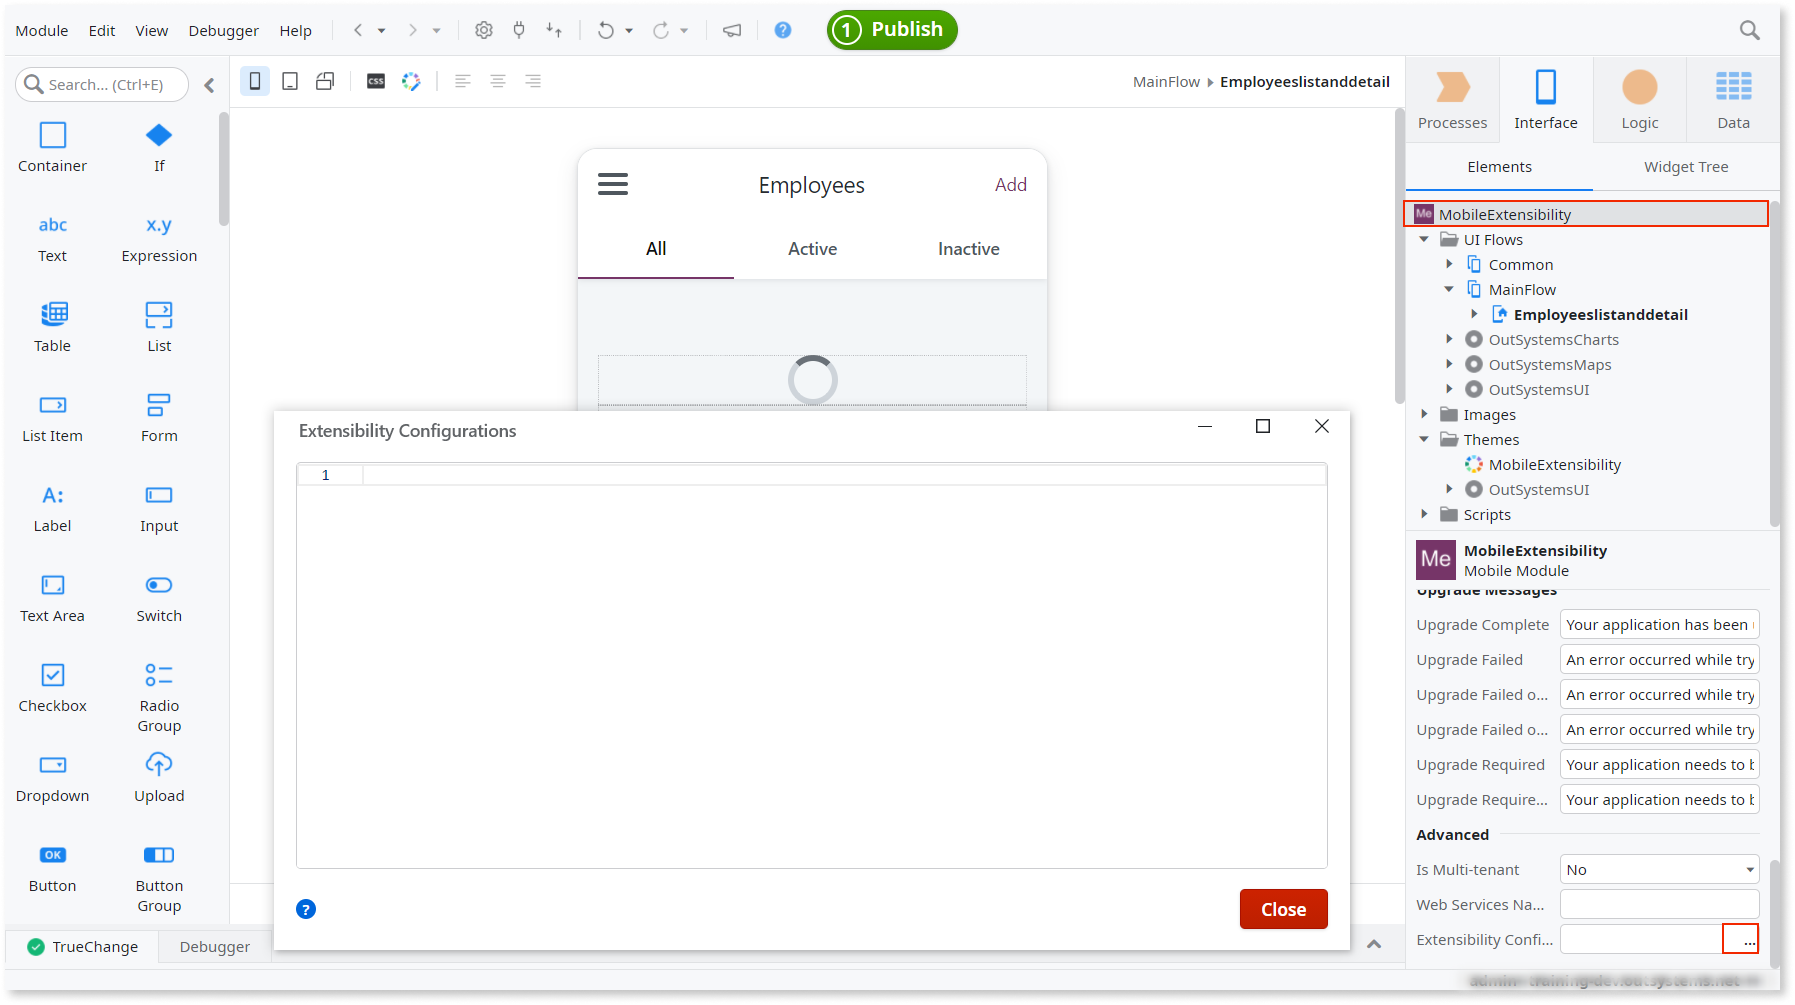 Module Edit View Debugger Help
1 Publish
Search... (Ctrl+E)
CSS
MainFlow Employeeslistanddetail
Processes
Interface
Logic
Data
Elements
Widget Tree
Container
If
abc
Text
x.y
Expression
Table
List
List Item
Form
A:
Label
Input
Text Area
Switch
Checkbox
Radio
Group
Dropdown
Upload
OK
Button
Button
Group
Employees
Add
All
Active
Inactive
Extensibility Configurations
1
?
Close
Me MobileExtensibility
UI Flows
Common
MainFlow
Employeeslistanddetail
OutSystemsCharts
OutSystemsMaps
OutSystemsUI
Images
Themes
MobileExtensibility
OutSystemsUI
Scripts
Me
MobileExtensibility
Mobile Module
Upgrade Messages
Upgrade Complete Your application has been
Upgrade Failed An error occurred while try
Upgrade Failed o... An error occurred while try
Upgrade Failed o... An error occurred while try
Upgrade Required Your application needs to b
Upgrade Require... Your application needs to b
Advanced
Is Multi-tenant No
Web Services Na...
Extensibility Confi... ...
TrueChange
Debugger